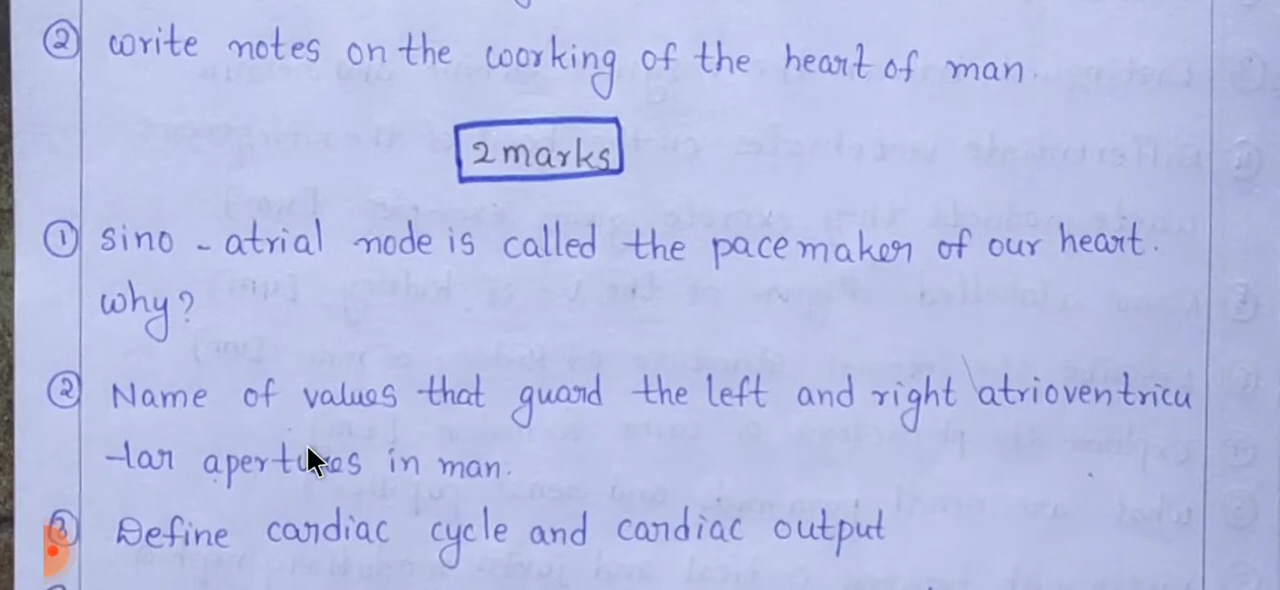 ② write notes on the woorking of the heart of man.
2 marks
① sino - atrial node is called the pacemaker of our heart.
why?
② Name of values that guard the left and right atrioventricu
-lar apertures in man.
③ Define cardiac cycle and cardiac output